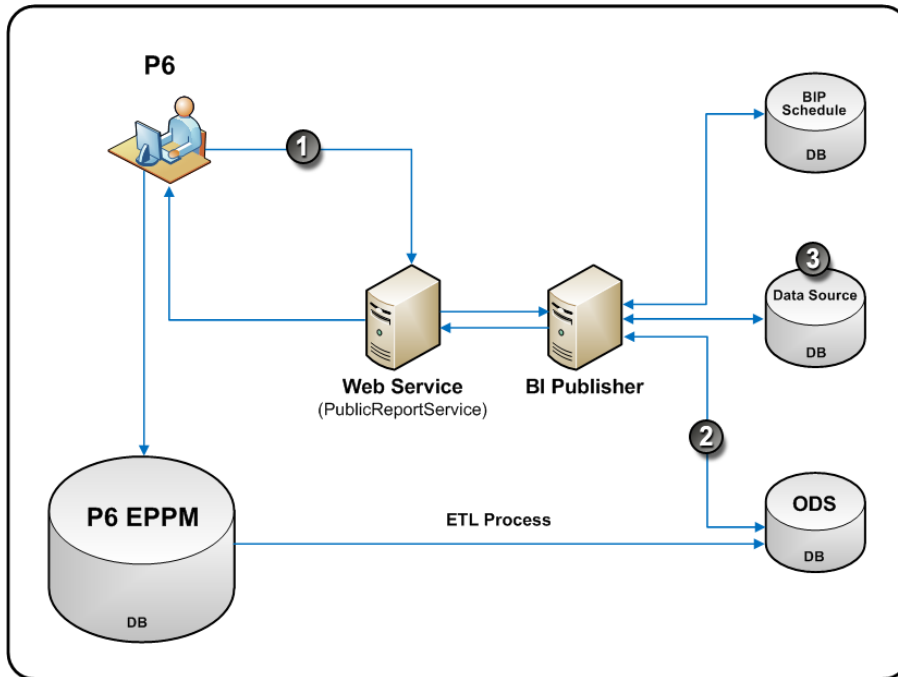 P6
1
BIP
Schedule
DB
3
Data Source
DB
Web Service
(PublicReportService)
BI Publisher
2
P6 EPPM
DB
ETL Process
ODS
DB